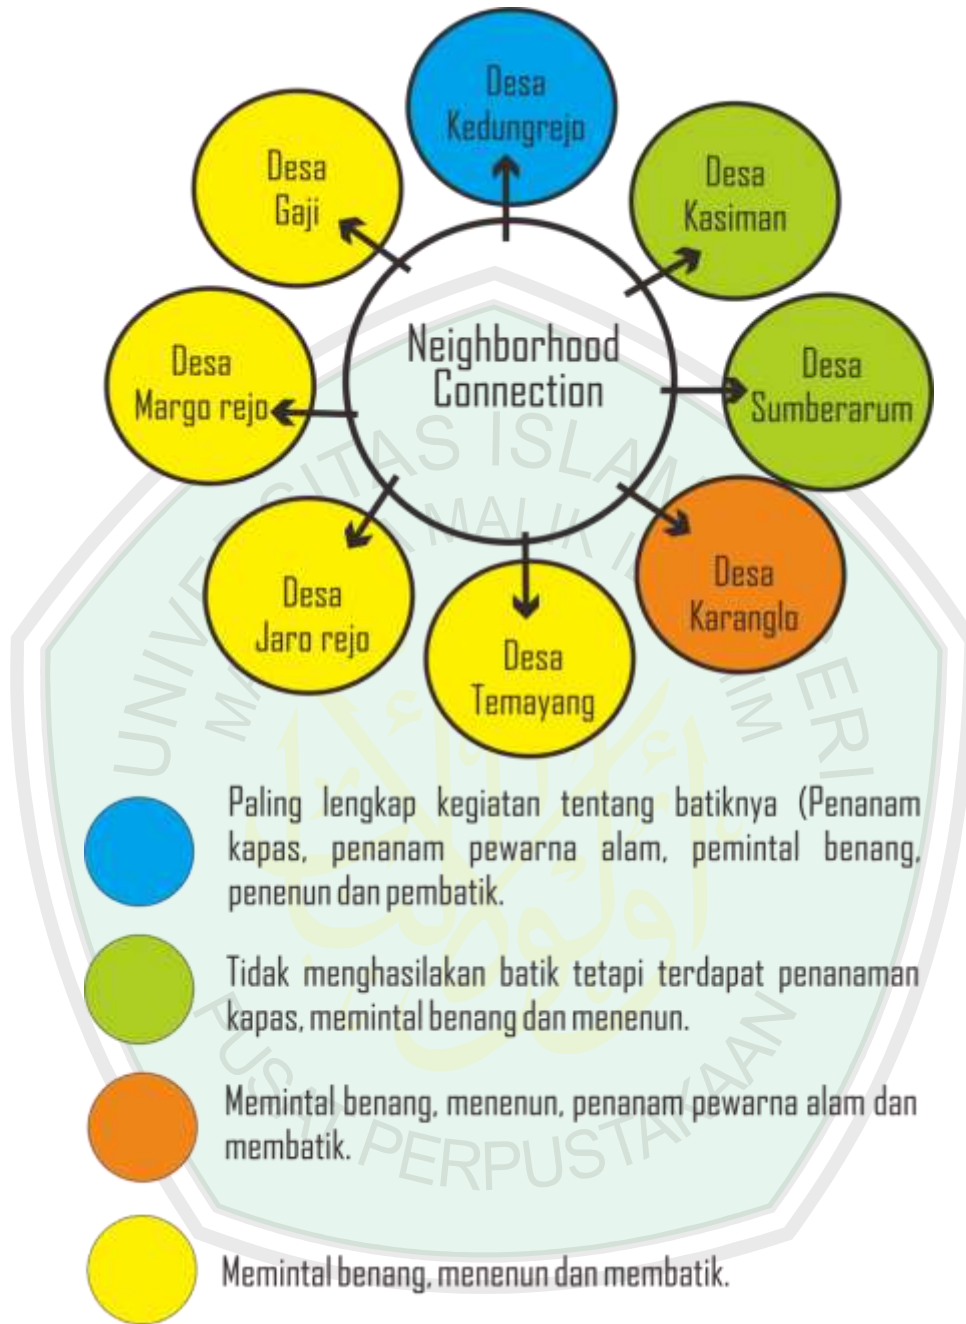 Desa
Kedungrejo
Desa
Gaji
Desa
Kasiman
Neighborhood
Connection
Desa
Margo rejo
Desa
Sumberarum
Desa
Jaro rejo
Desa
Temayang
Desa
Karanglo
Paling lengkap kegiatan tentang batiknya (Penanam
kapas, penanam pewarna alam, pemintal benang,
penenun dan pembatik.
Tidak menghasilakan batik tetapi terdapat penanaman
kapas, memintal benang dan menenun.
Memintal benang, menenun, penanam pewarna alam dan
membatik.
Memintal benang, menenun dan membatik.
PUSAT PERPUSTAKAAN